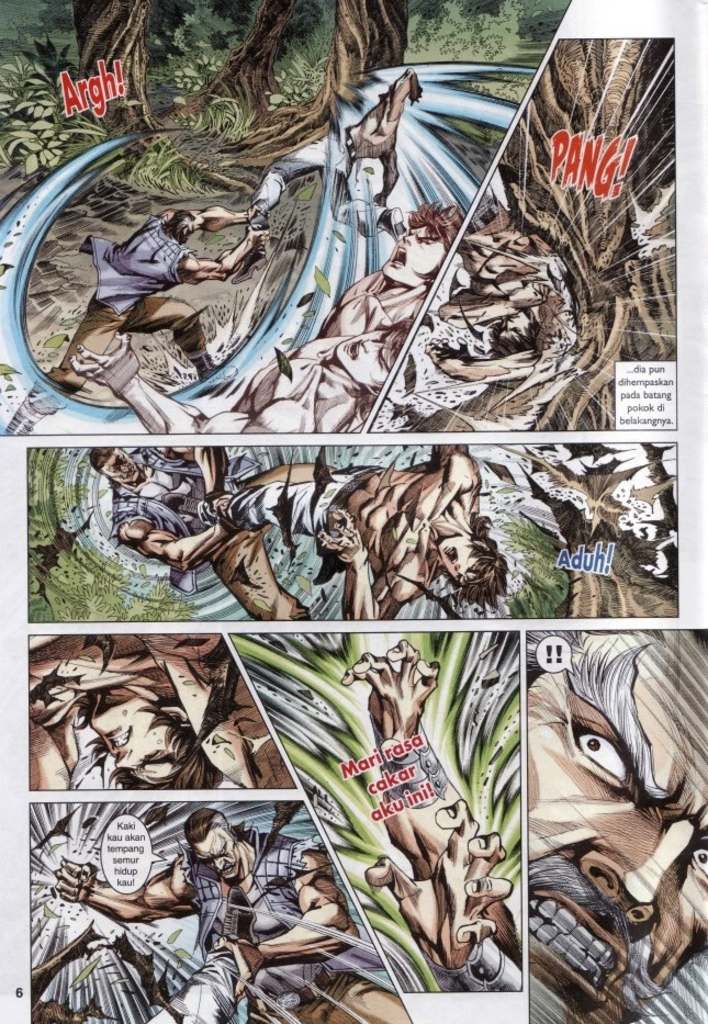 Argh!
PANG!
...dia pun
dihempaskan
pada batang
pokok di
belakangnya.
Aduh!
Kaki
kau akan
tempang
semur
hidup
kau!
Mari rasa
cakar
aku ini!
!!
6